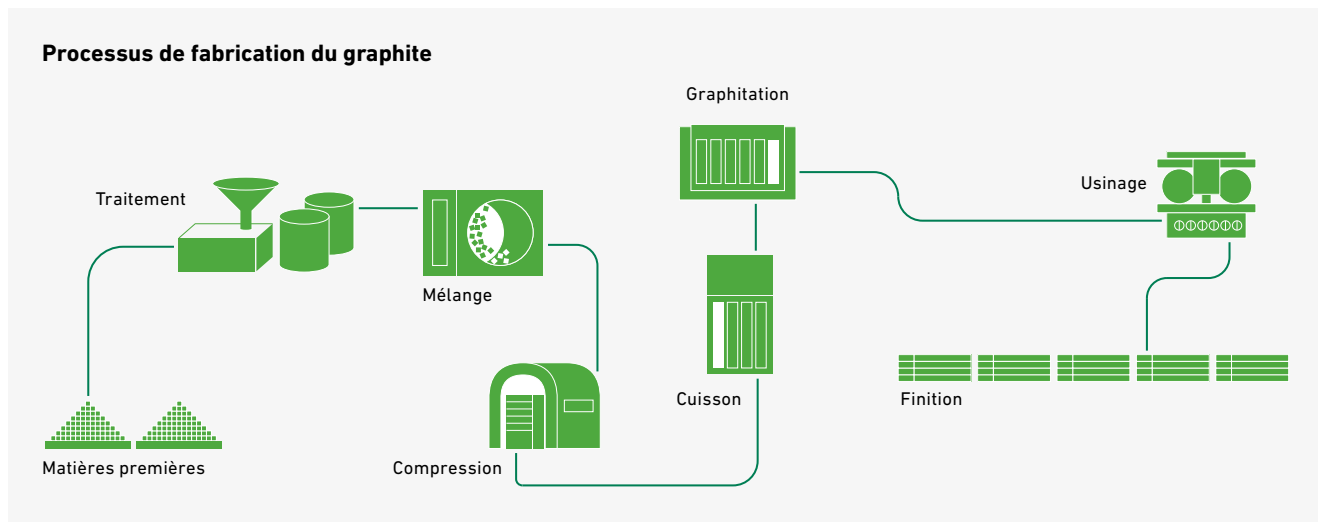 Processus de fabrication du graphite
Graphitation
Traitement
Usinage
Mélange
Cuisson
Finition
Matières premières
Compression